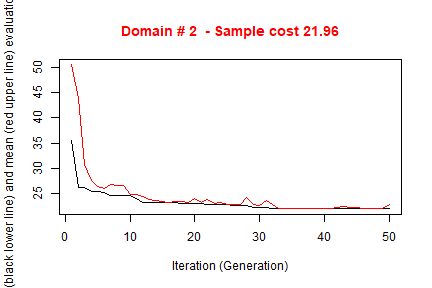 Domain # 2 - Sample cost 21.96
(black lower line) and mean (red upper line) evaluatio
50
45
40
35
30
25
0 10 20 30 40 50
Iteration (Generation)